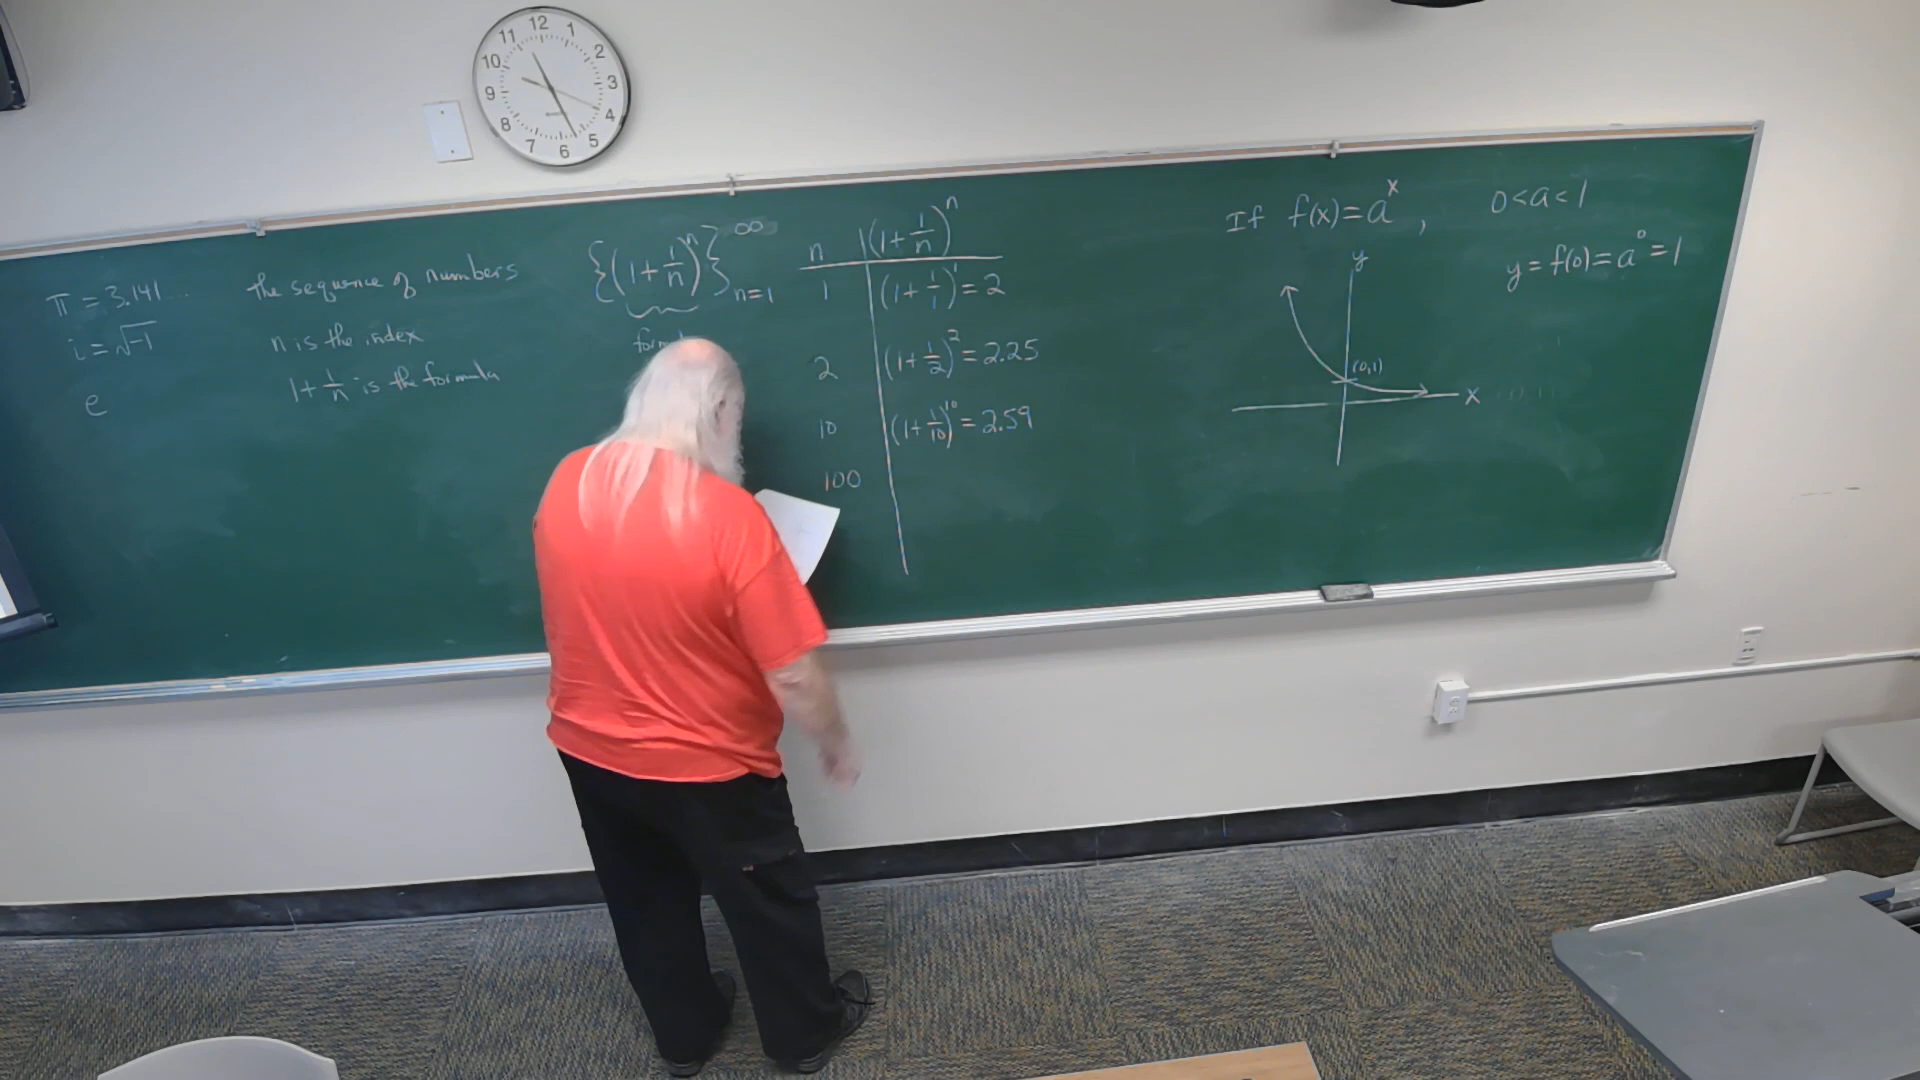 12
1
2
3
4
5
6
7
8
9
10
11
π = 3.141...
i = √-1
e
the sequence of numbers
n is the index
1 + 1/n is the formula
{(1 + 1/n)^n}^∞_{n=1}
n | (1 + 1/n)^n
1 | (1 + 1/1)^1 = 2
2 | (1 + 1/2)^2 = 2.25
10 | (1 + 1/10)^10 = 2.59
100
If f(x) = a^x , 0 < a < 1
y = f(0) = a^0 = 1
y
(0,1)
x